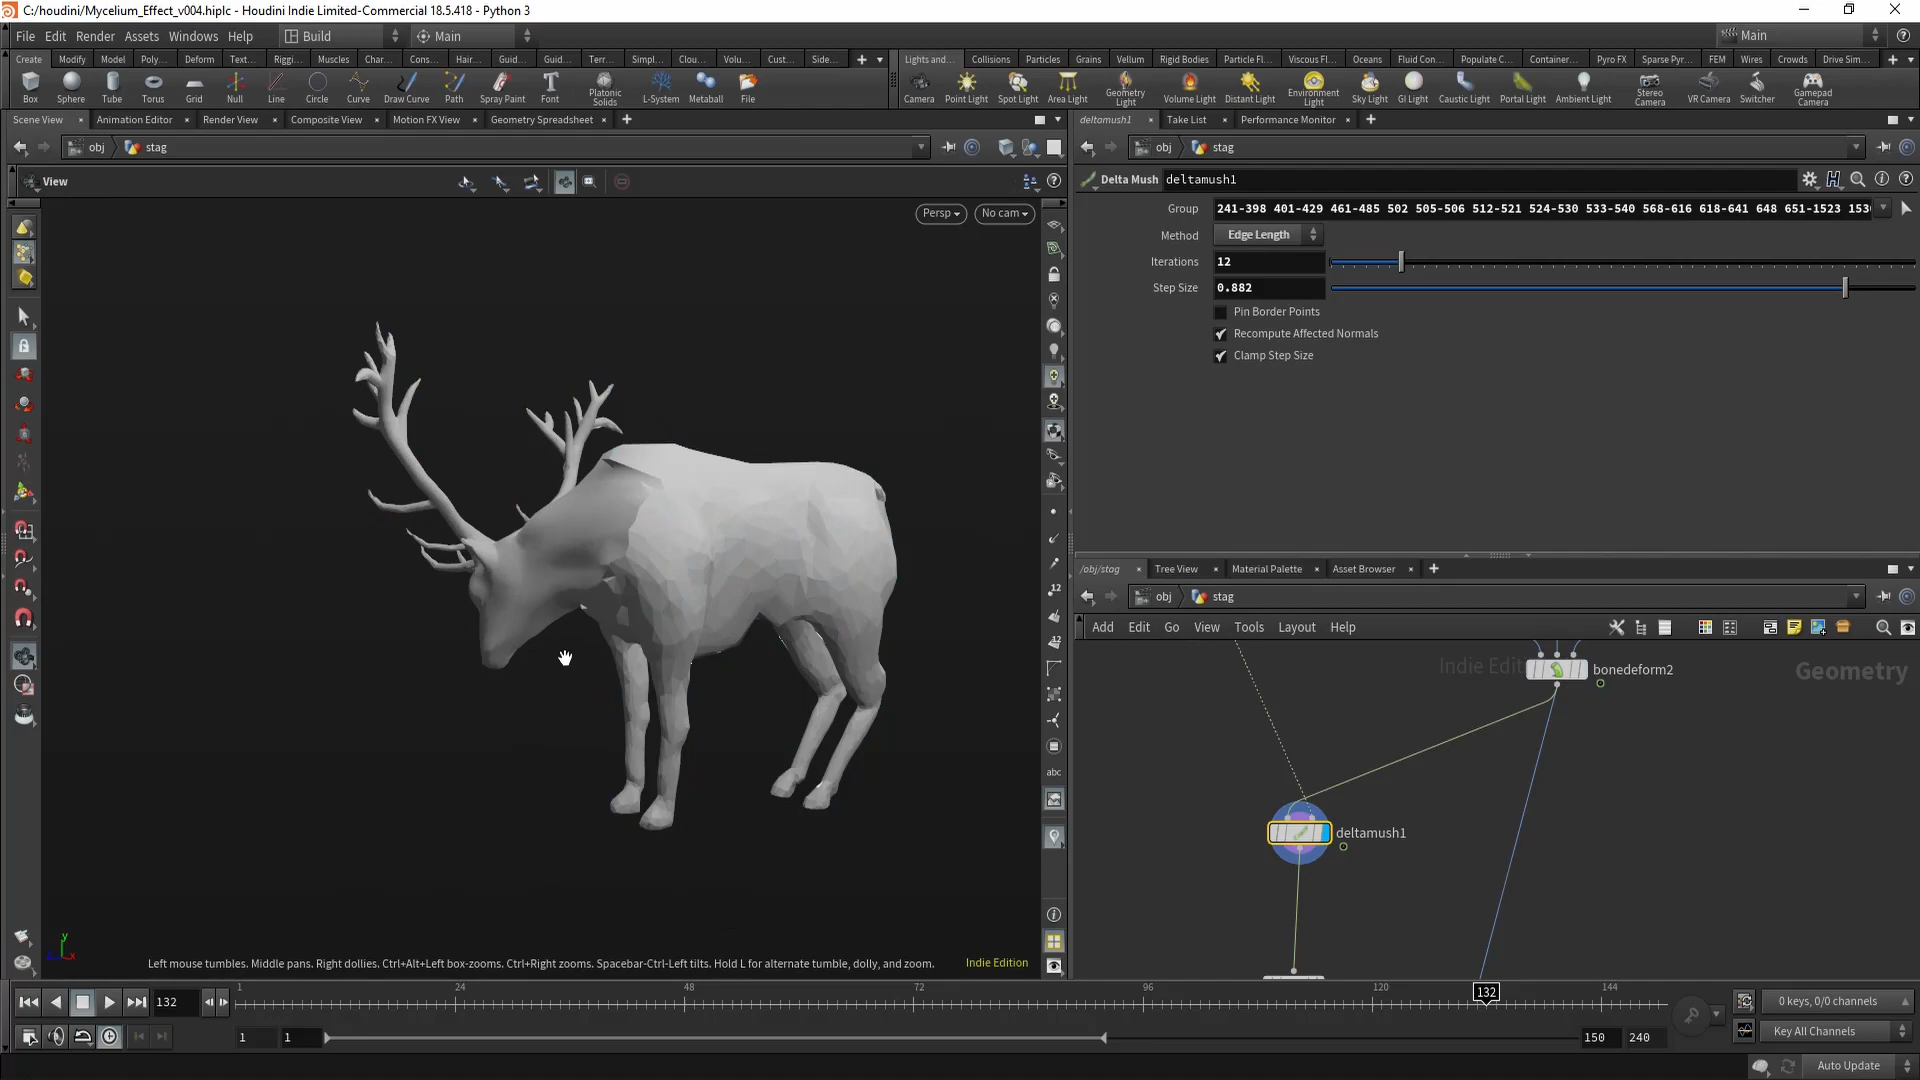 C:/houdini/Mycelium_Effect_v004.hiplc - Houdini Indie Limited-Commercial 18.5.418 - Python 3
File Edit Render Assets Windows Help Build Main Main
Create Modify Model Poly... Deform Text... Riggi... Muscles Char... Cons... Hair... Guid... Guid... Terr... Simpl... Clou... Volu... Cust... Side...
Lights and... Collisions Particles Grains Vellum Rigid Bodies Particle Fl... Viscous Fl... Oceans Fluid Con... Populate C... Container... Pyro FX Sparse Pyr... FEM Wires Crowds Drive Sim...
Box Sphere Tube Torus Grid Null Line Circle Curve Draw Curve Path Spray Paint Font Platonic Solids L-System Metaball File
Camera Point Light Spot Light Area Light Geometry Light Volume Light Distant Light Environment Light Sky Light GI Light Caustic Light Portal Light Ambient Light Stereo Camera VR Camera Switcher Gamepad Camera
Scene View Animation Editor Render View Composite View Motion FX View Geometry Spreadsheet
deltamush1 Take List Performance Monitor
obj stag
obj stag
View
Delta Mush deltamush1
Persp No cam
Group 241-398 401-429 461-485 502 505-506 512-521 524-530 533-540 568-616 618-641 648 651-1523 153
Method Edge Length
Iterations 12
Step Size 0.882
Pin Border Points
Recompute Affected Normals
Clamp Step Size
/obj/stag Tree View Material Palette Asset Browser
obj stag
Add Edit Go View Tools Layout Help
Indie Edit
bonedeform2
Geometry
deltamush1
12
12
abc
y
x
Left mouse tumbles. Middle pans. Right dollies. Ctrl+Alt+Left box-zooms. Ctrl+Right zooms. Spacebar-Ctrl-Left tilts. Hold L for alternate tumble, dolly, and zoom.
Indie Edition
132
1 24 48 72 96 120 132 144
0 keys, 0/0 channels
1 1 150 240
Key All Channels
Auto Update